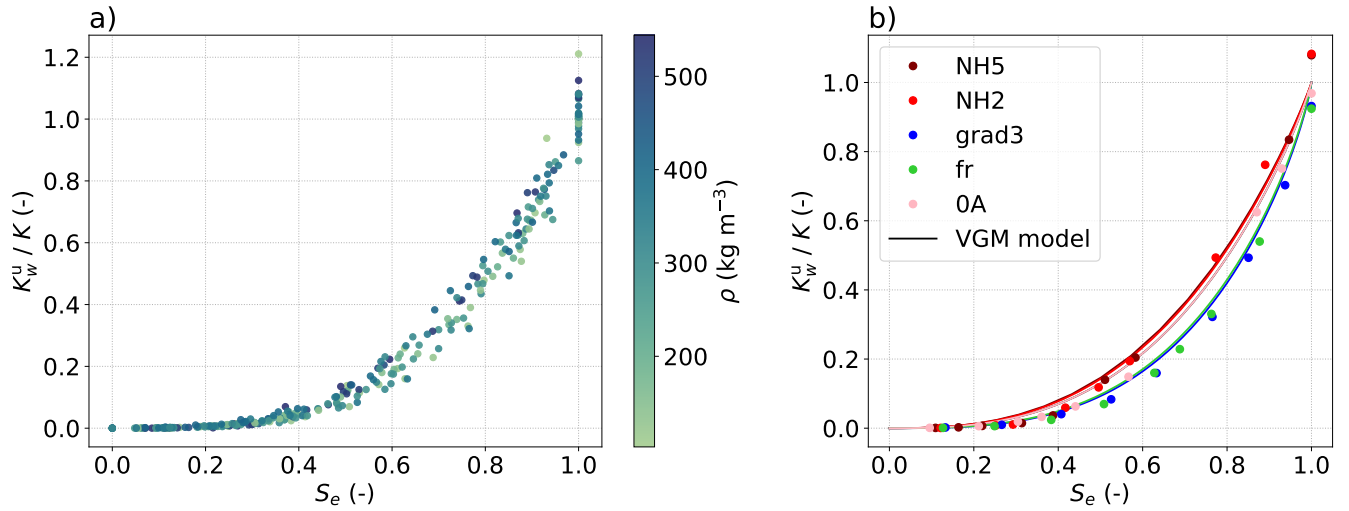 a)
1.2
1.0
0.8
0.6
0.4
0.2
0.0
K_w^u / K (-)
0.0 0.2 0.4 0.6 0.8 1.0
S_e (-)
500
400
300
200
ρ (kg m⁻³)
b)
NH5
NH2
grad3
fr
0A
VGM model
1.0
0.8
0.6
0.4
0.2
0.0
K_w^u / K (-)
0.0 0.2 0.4 0.6 0.8 1.0
S_e (-)